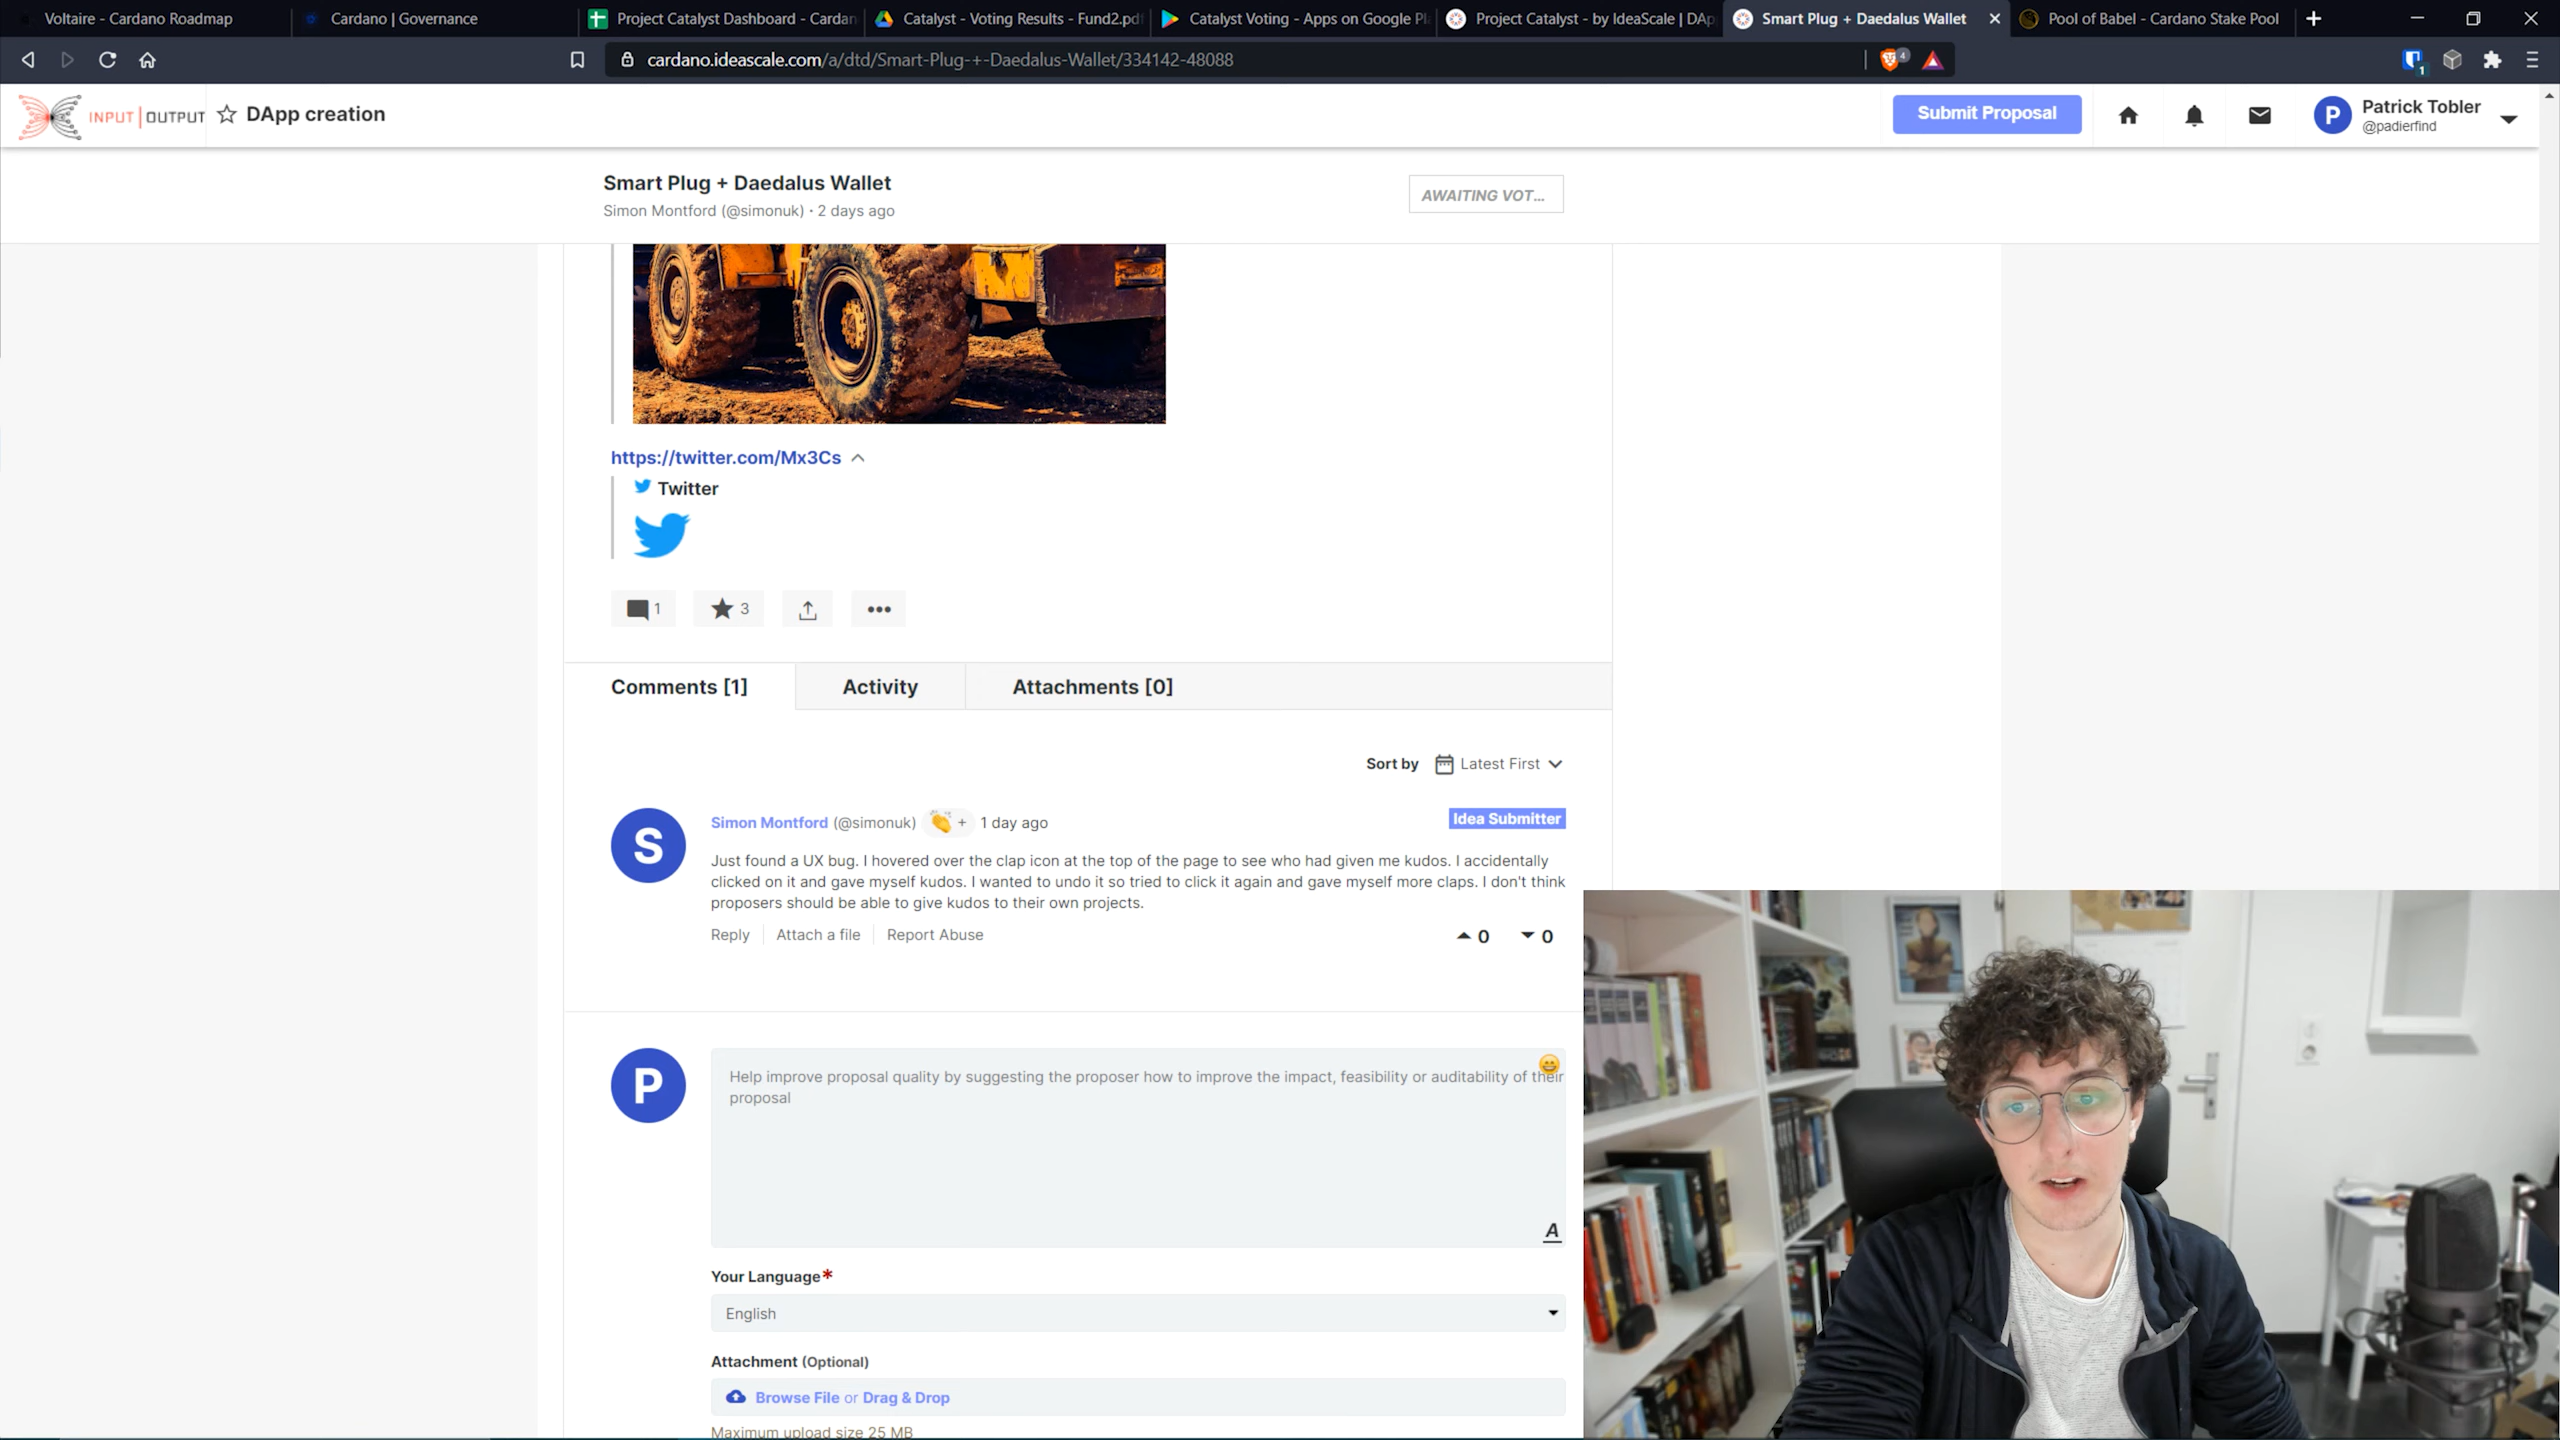 Voltaire - Cardano Roadmap
Cardano | Governance
Project Catalyst Dashboard - Cardan
Catalyst - Voting Results - Fund2.pdf
Catalyst Voting - Apps on Google Pl
Project Catalyst - by IdeaScale | DAp
Smart Plug + Daedalus Wallet
Pool of Babel - Cardano Stake Pool
cardano.ideascale.com/a/dtd/Smart-Plug-+-Daedalus-Wallet/334142-48088
4
1
INPUT | OUTPUT
DApp creation
Submit Proposal
P
Patrick Tobler
@padierfind
Smart Plug + Daedalus Wallet
Simon Montford (@simonuk) • 2 days ago
AWAITING VOT...
https://twitter.com/Mx3Cs
Twitter
1
3
Comments [1]
Activity
Attachments [0]
Sort by
Latest First
S
Simon Montford (@simonuk)
+
1 day ago
Idea Submitter
Just found a UX bug. I hovered over the clap icon at the top of the page to see who had given me kudos. I accidentally
clicked on it and gave myself kudos. I wanted to undo it so tried to click it again and gave myself more claps. I don't think
proposers should be able to give kudos to their own projects.
Reply
Attach a file
Report Abuse
0
0
P
Help improve proposal quality by suggesting the proposer how to improve the impact, feasibility or auditability of their
proposal
A
Your Language*
English
Attachment (Optional)
Browse File or Drag & Drop
Maximum upload size 25 MB